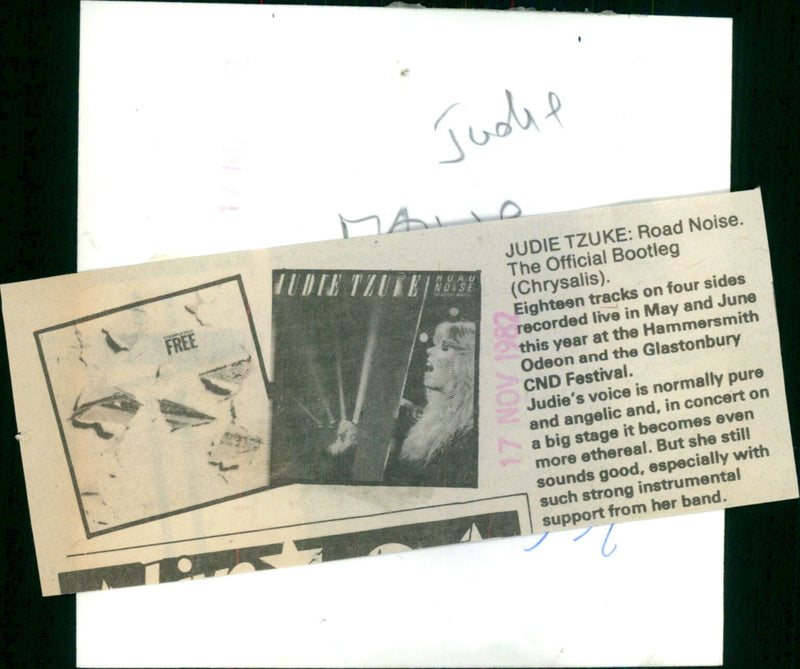 Judie
JUDIE TZUKE: Road Noise.
The Official Bootleg
(Chrysalis).
Eighteen tracks on four sides
recorded live in May and June
this year at the Hammersmith
Odeon and the Glastonbury
CND Festival.
Judie's voice is normally pure
and angelic and, in concert on
a big stage it becomes even
more ethereal. But she still
sounds good, especially with
such strong instrumental
support from her band.
17 NOV 1982
FREE
JUDIE TZUKE
ROAD
NOISE
Live